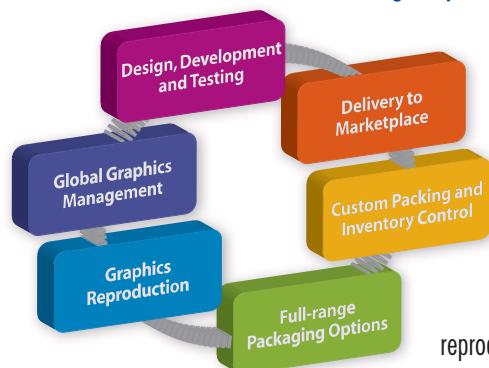 Design, Development
and Testing
Delivery to
Marketplace
Global Graphics
Management
Custom Packing and
Inventory Control
Graphics
Reproduction
Full-range
Packaging Options